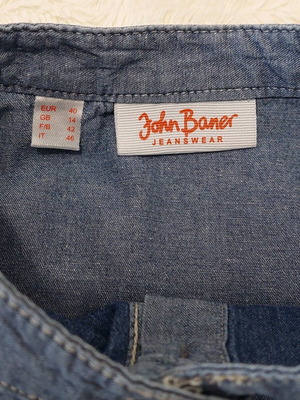 EUR 40
GB 14
F/B 42
IT 46
John Baner
JEANSWEAR